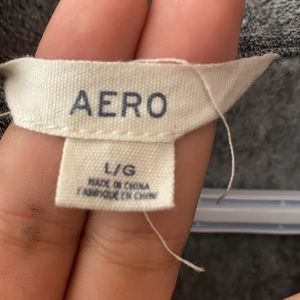 AERO
L/G
MADE IN CHINA
FABRIQUÉ EN CHINE